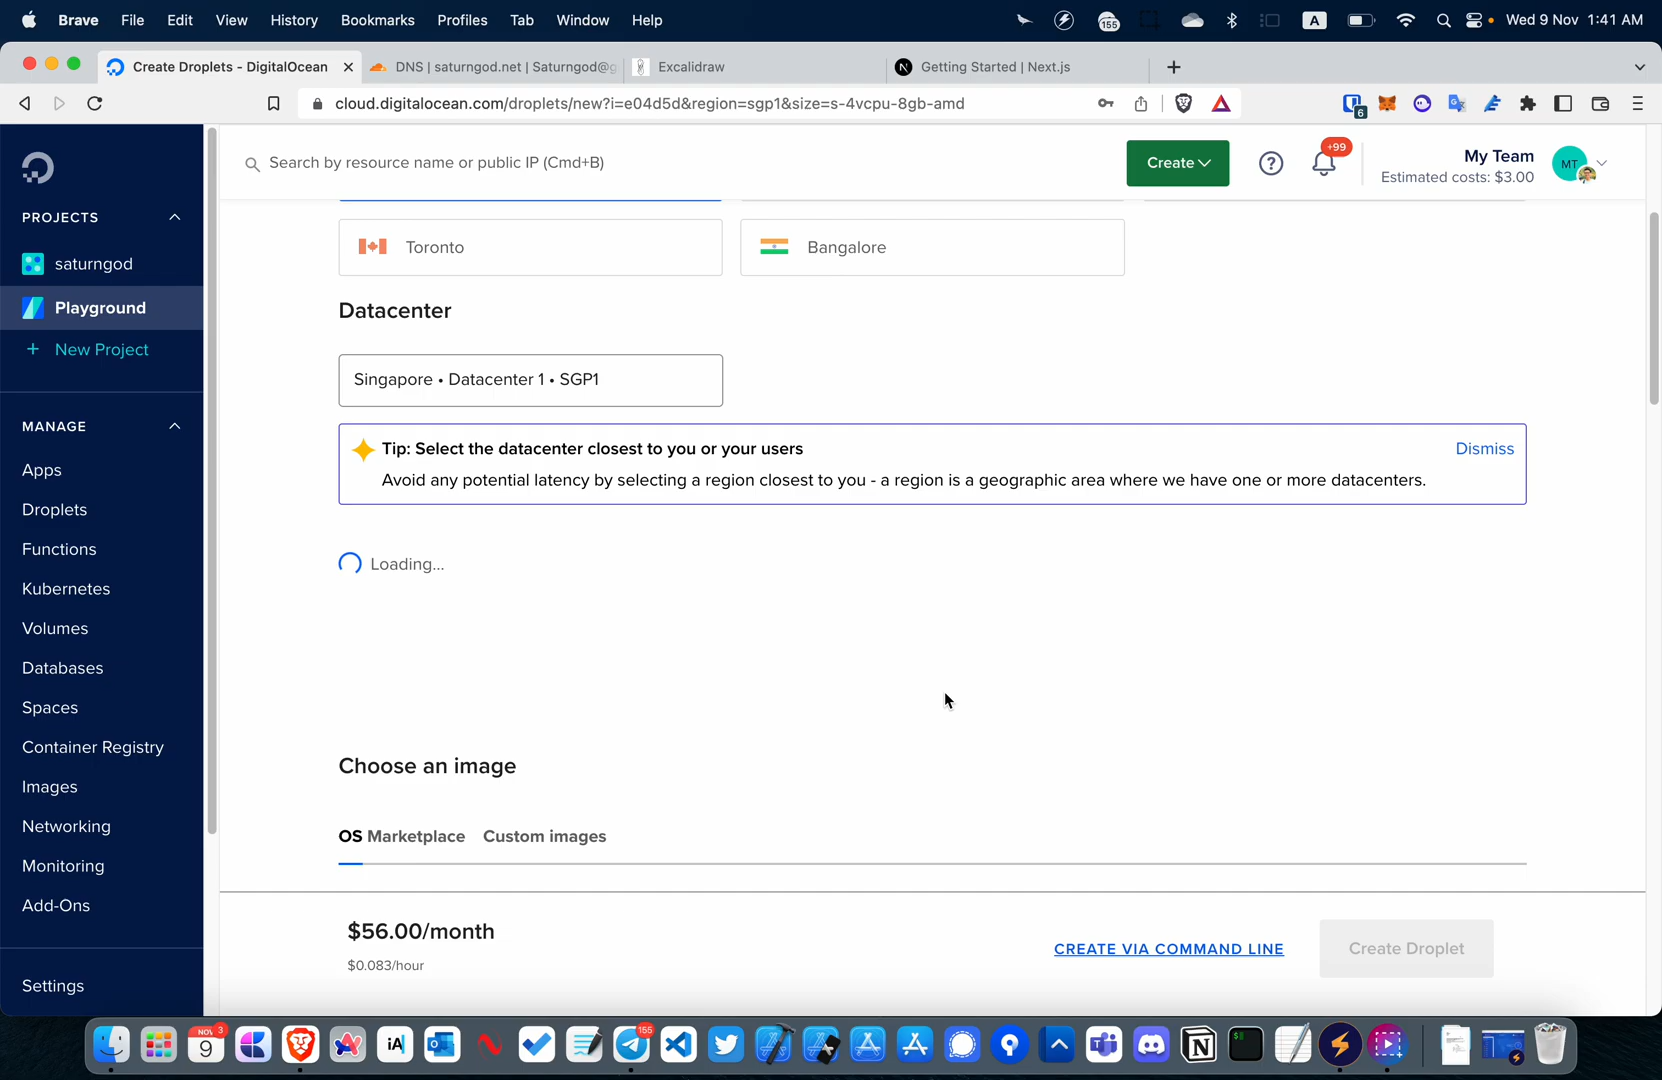 Brave File Edit View History Bookmarks Profiles Tab Window Help 155 A Wed 9 Nov 1:41 AM
Create Droplets - DigitalOcean DNS | saturngod.net | Saturngod@g Excalidraw N Getting Started | Next.js
cloud.digitalocean.com/droplets/new?i=e04d5d&region=sgp1&size=s-4vcpu-8gb-amd 6
Search by resource name or public IP (Cmd+B)
Create
?
+99
My Team
Estimated costs: $3.00
MT
PROJECTS
saturngod
Playground
+ New Project
MANAGE
Apps
Droplets
Functions
Kubernetes
Volumes
Databases
Spaces
Container Registry
Images
Networking
Monitoring
Add-Ons
Settings
Toronto
Bangalore
Datacenter
Singapore • Datacenter 1 • SGP1
Tip: Select the datacenter closest to you or your users
Dismiss
Avoid any potential latency by selecting a region closest to you - a region is a geographic area where we have one or more datacenters.
Loading...
Choose an image
OS Marketplace Custom images
$56.00/month
$0.083/hour
CREATE VIA COMMAND LINE
Create Droplet
NOV 3
9
iA
155
N
$